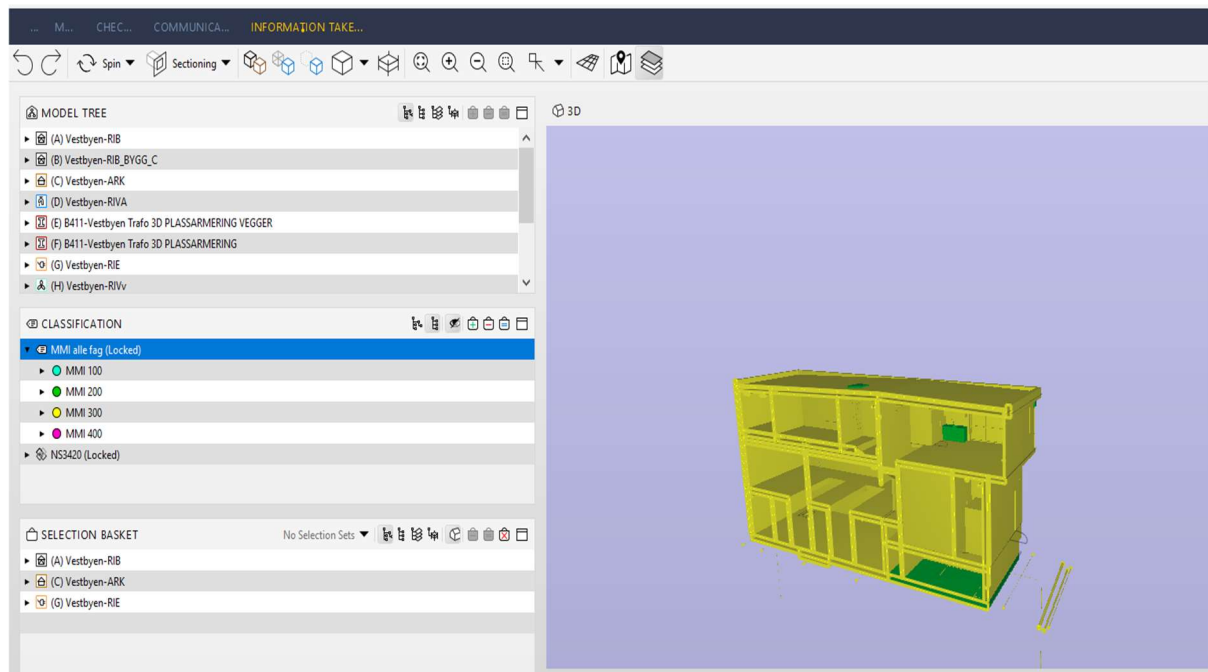 ... M... CHEC... COMMUNICA... INFORMATION TAKE...
Spin Sectioning
MODEL TREE
3D
(A) Vestbyen-RIB
(B) Vestbyen-RIB_BYGG_C
(C) Vestbyen-ARK
(D) Vestbyen-RIVA
(E) B411-Vestbyen Trafo 3D PLASSARMERING VEGGER
(F) B411-Vestbyen Trafo 3D PLASSARMERING
(G) Vestbyen-RIE
(H) Vestbyen-RIVv
CLASSIFICATION
MMI alle fag (Locked)
MMI 100
MMI 200
MMI 300
MMI 400
NS3420 (Locked)
SELECTION BASKET No Selection Sets
(A) Vestbyen-RIB
(C) Vestbyen-ARK
(G) Vestbyen-RIE